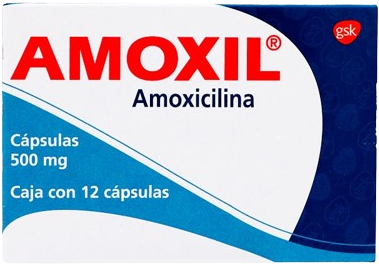 AMOXIL®
gsk
Amoxicilina
Cápsulas
500 mg
Caja con 12 cápsulas